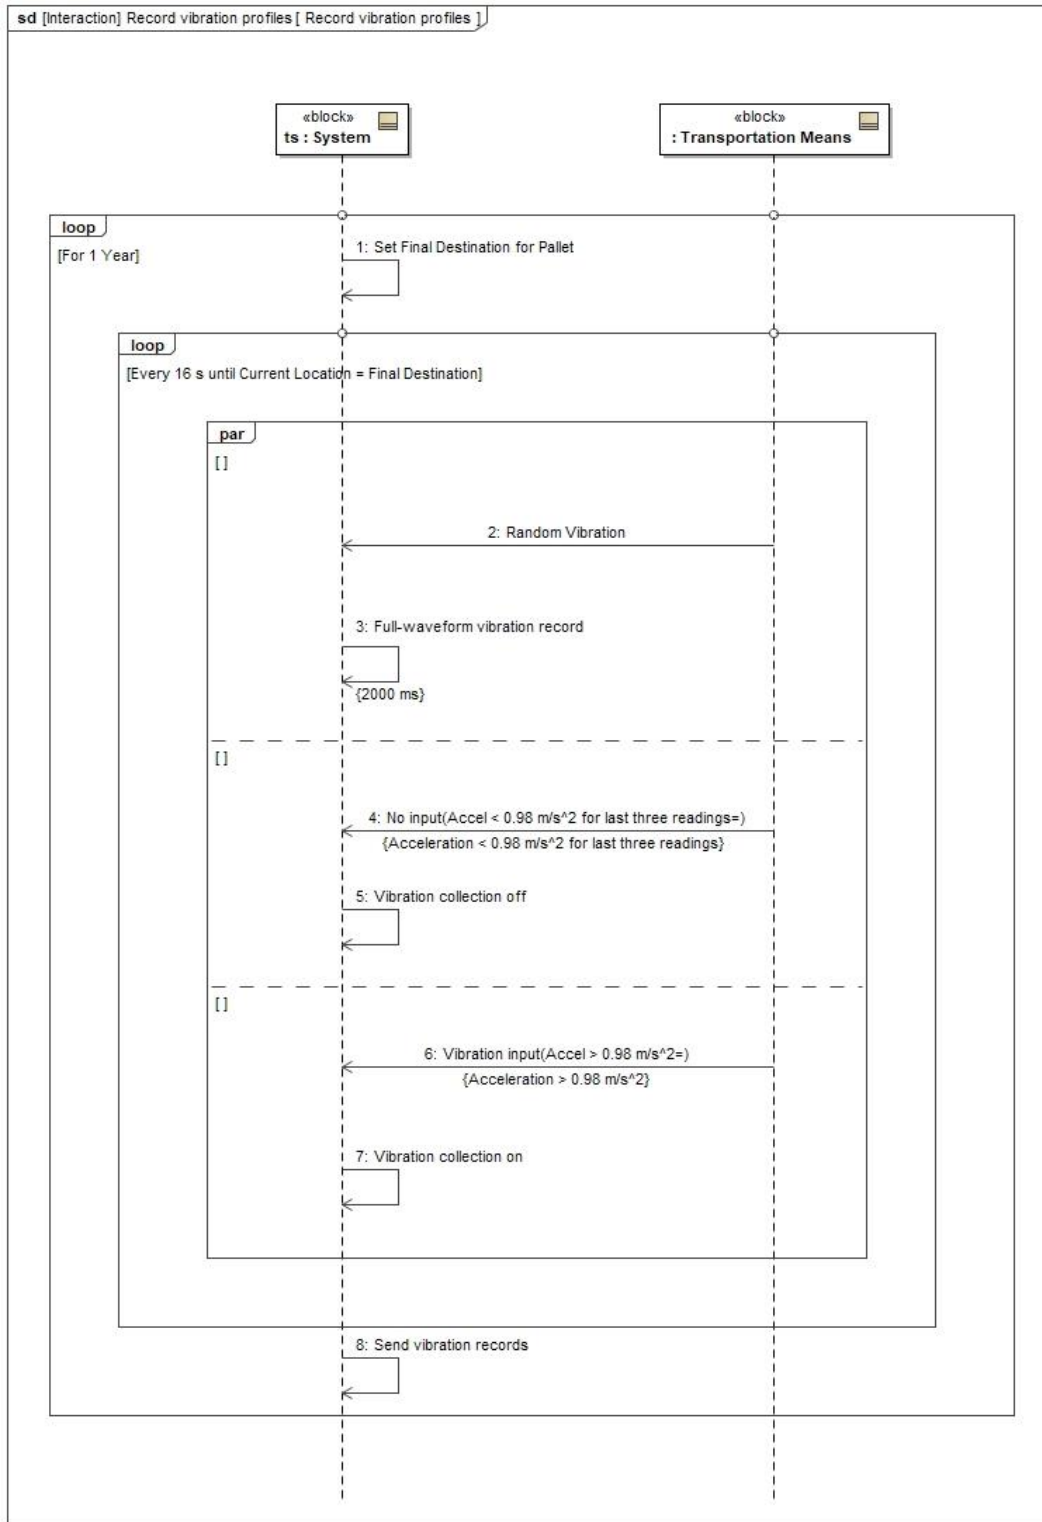 sd [Interaction] Record vibration profiles [ Record vibration profiles ]
«block»
ts : System
«block»
: Transportation Means
loop
[For 1 Year]
1: Set Final Destination for Pallet
loop
[Every 16 s until Current Location = Final Destination]
par
[ ]
2: Random Vibration
3: Full-waveform vibration record
{2000 ms}
[ ]
4: No input(Accel < 0.98 m/s^2 for last three readings=)
{Acceleration < 0.98 m/s^2 for last three readings}
5: Vibration collection off
[ ]
6: Vibration input(Accel > 0.98 m/s^2=)
{Acceleration > 0.98 m/s^2}
7: Vibration collection on
8: Send vibration records